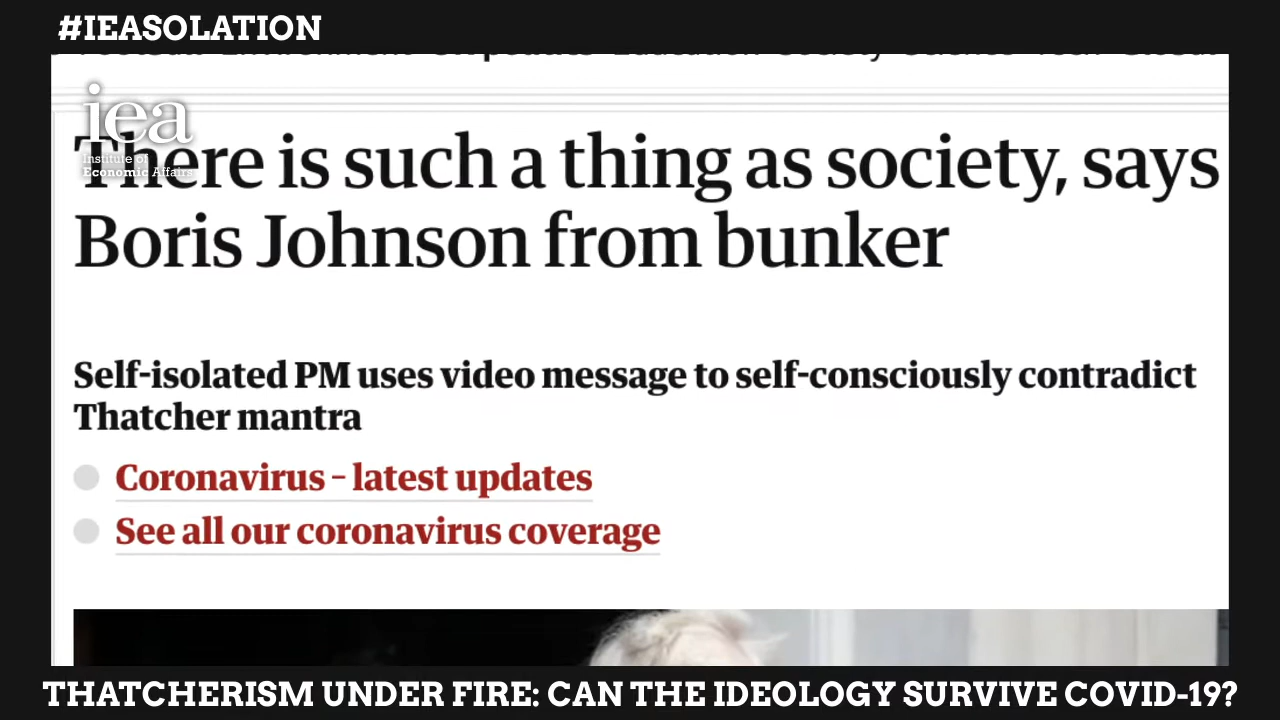 #IEASOLATION
iea
Institute of
Economic Affairs
There is such a thing as society, says
Boris Johnson from bunker
Self-isolated PM uses video message to self-consciously contradict
Thatcher mantra
Coronavirus – latest updates
See all our coronavirus coverage
THATCHERISM UNDER FIRE: CAN THE IDEOLOGY SURVIVE COVID-19?